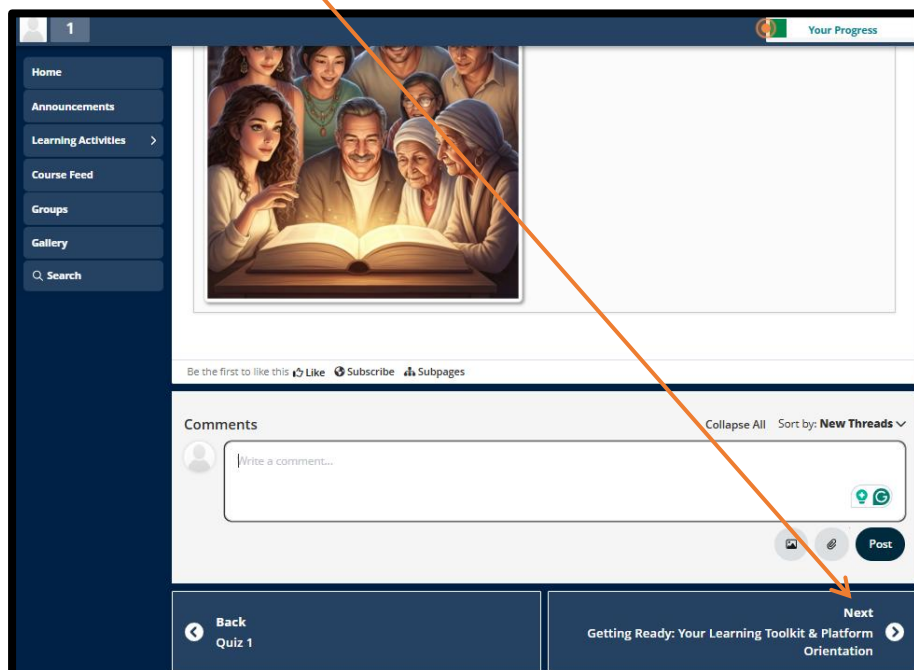 1
Your Progress
Home
Announcements
Learning Activities
Course Feed
Groups
Gallery
Search
Be the first to like this Like Subscribe Subpages
Comments
Collapse All Sort by: New Threads
Write a comment...
Post
Back
Quiz 1
Next
Getting Ready: Your Learning Toolkit & Platform
Orientation